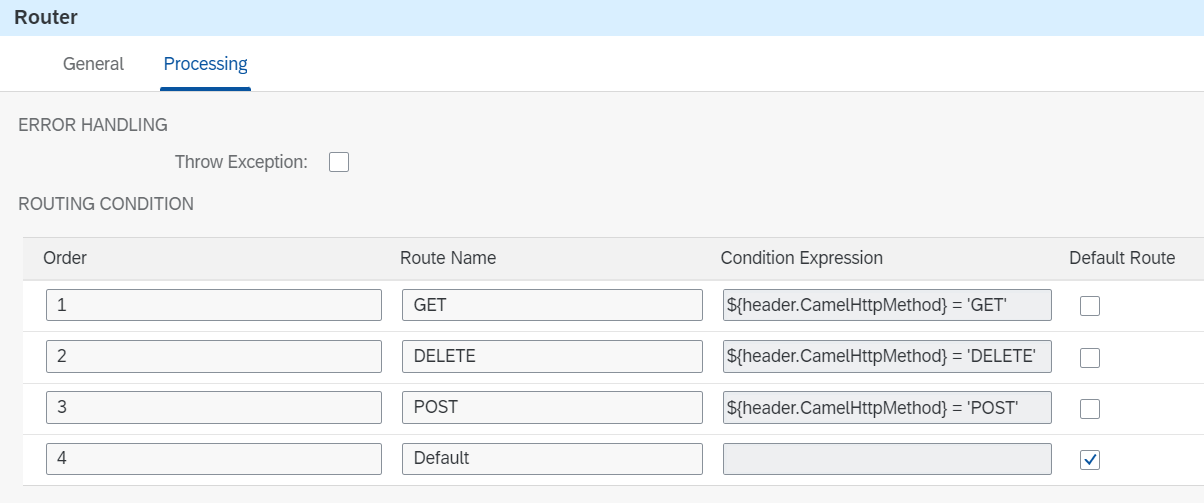 Router
General Processing
ERROR HANDLING
Throw Exception:
ROUTING CONDITION
Order Route Name Condition Expression Default Route
1 GET ${header.CamelHttpMethod} = 'GET'
2 DELETE ${header.CamelHttpMethod} = 'DELETE'
3 POST ${header.CamelHttpMethod} = 'POST'
4 Default